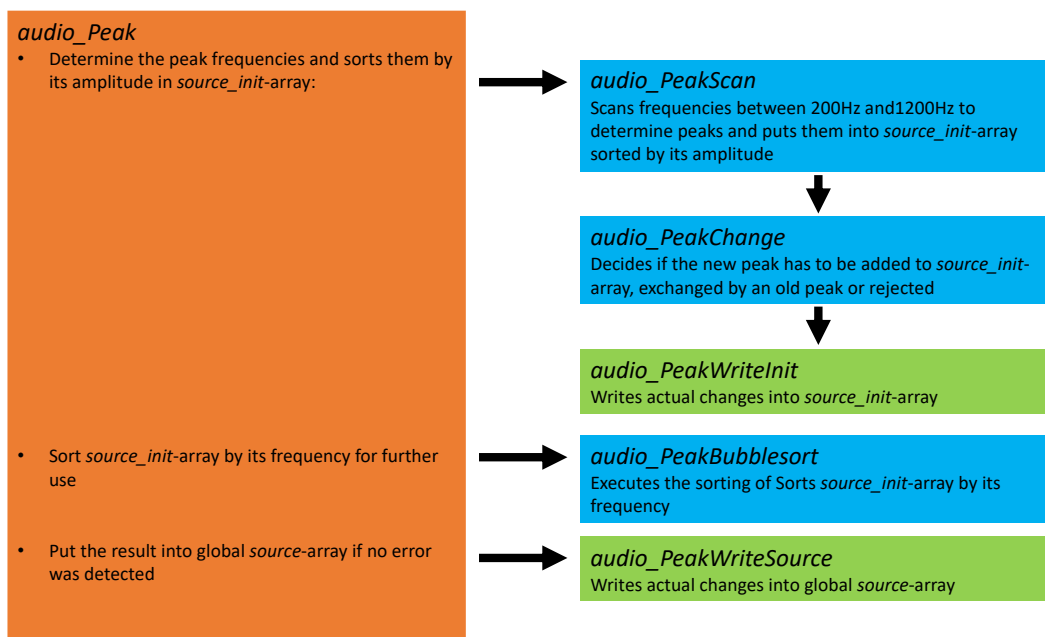 audio_Peak
• Determine the peak frequencies and sorts them by
its amplitude in source_init-array:
audio_PeakScan
Scans frequencies between 200Hz and1200Hz to
determine peaks and puts them into source_init-array
sorted by its amplitude
audio_PeakChange
Decides if the new peak has to be added to source_init-
array, exchanged by an old peak or rejected
audio_PeakWriteInit
Writes actual changes into source_init-array
• Sort source_init-array by its frequency for further
use
audio_PeakBubblesort
Executes the sorting of Sorts source_init-array by its
frequency
• Put the result into global source-array if no error
was detected
audio_PeakWriteSource
Writes actual changes into global source-array